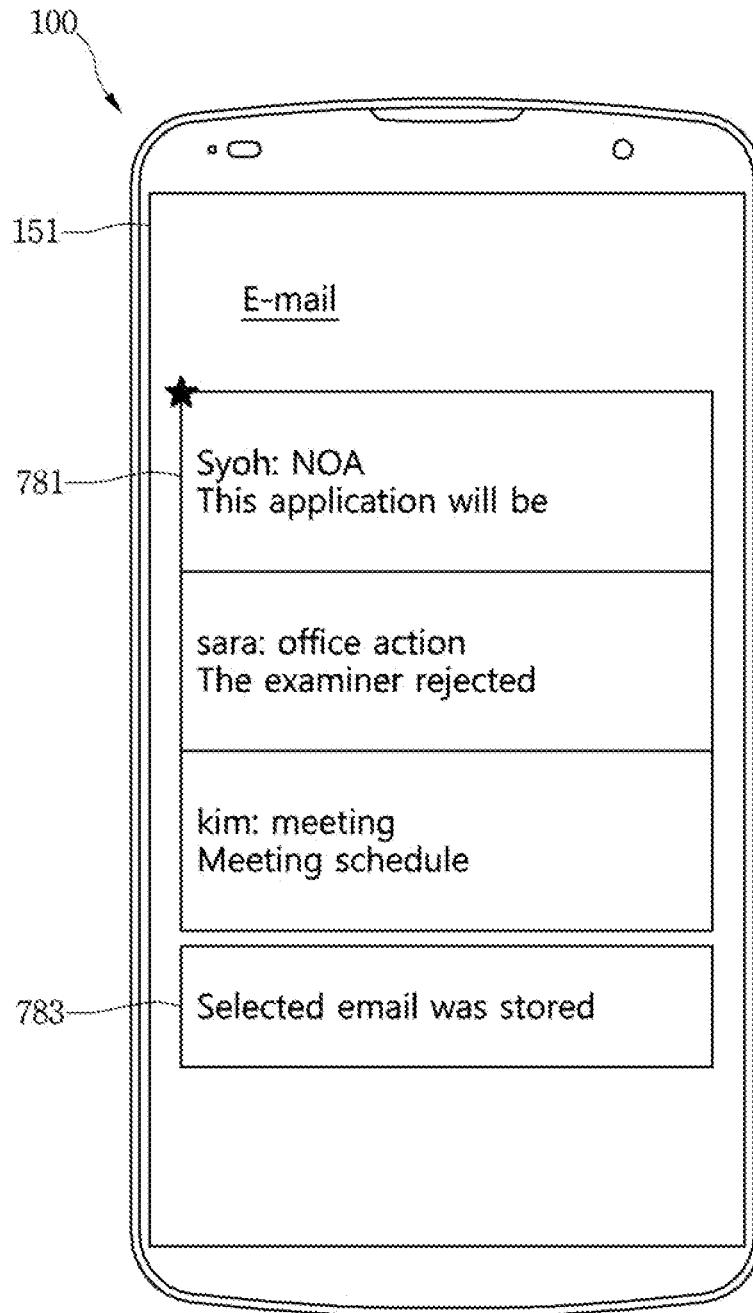 100
151
E-mail
781
Syoh: NOA
This application will be
sara: office action
The examiner rejected
kim: meeting
Meeting schedule
783
Selected email was stored